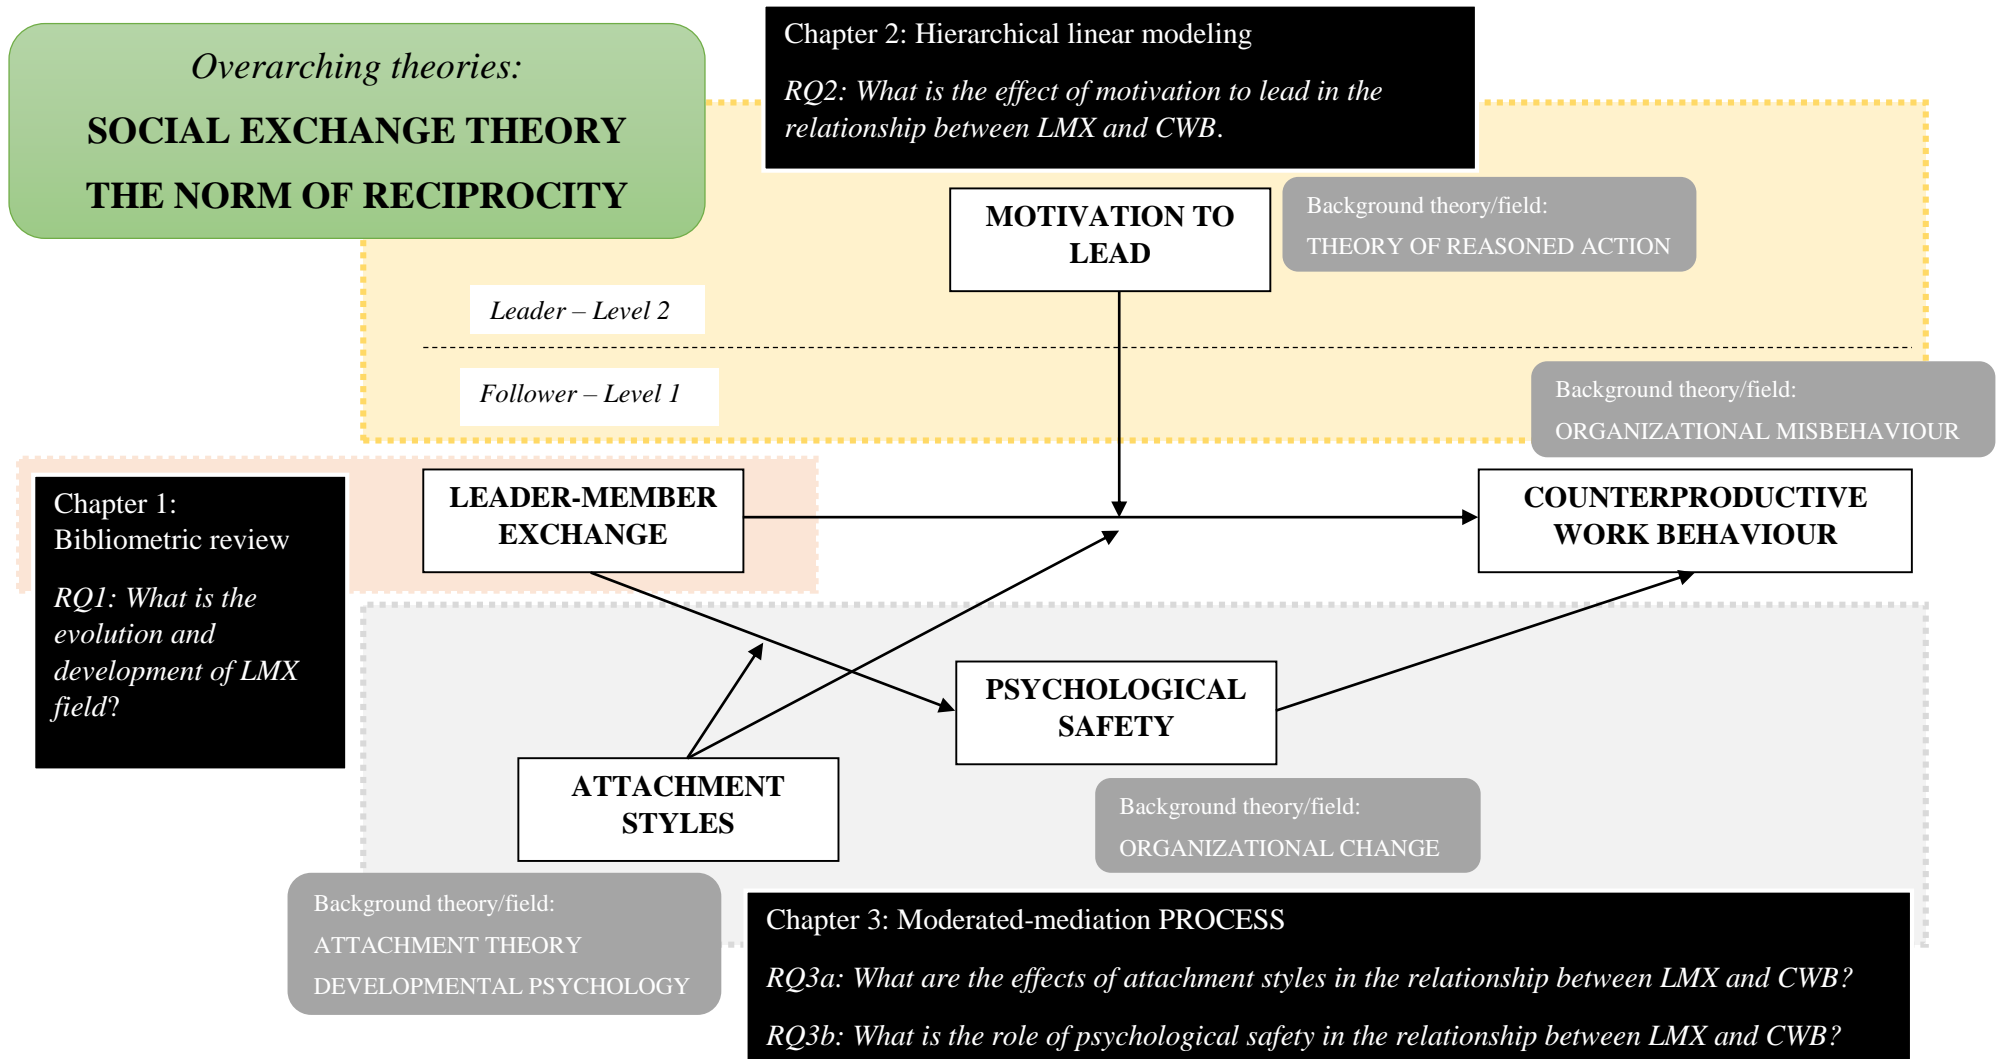 Overarching theories:
SOCIAL EXCHANGE THEORY
THE NORM OF RECIPROCITY
Chapter 2: Hierarchical linear modeling
RQ2: What is the effect of motivation to lead in the
relationship between LMX and CWB.
MOTIVATION TO
LEAD
Background theory/field:
THEORY OF REASONED ACTION
Leader – Level 2
Follower – Level 1
Background theory/field:
ORGANIZATIONAL MISBEHAVIOUR
Chapter 1:
Bibliometric review
RQ1: What is the
evolution and
development of LMX
field?
LEADER-MEMBER
EXCHANGE
COUNTERPRODUCTIVE
WORK BEHAVIOUR
PSYCHOLOGICAL
SAFETY
ATTACHMENT
STYLES
Background theory/field:
ORGANIZATIONAL CHANGE
Background theory/field:
ATTACHMENT THEORY
DEVELOPMENTAL PSYCHOLOGY
Chapter 3: Moderated-mediation PROCESS
RQ3a: What are the effects of attachment styles in the relationship between LMX and CWB?
RQ3b: What is the role of psychological safety in the relationship between LMX and CWB?